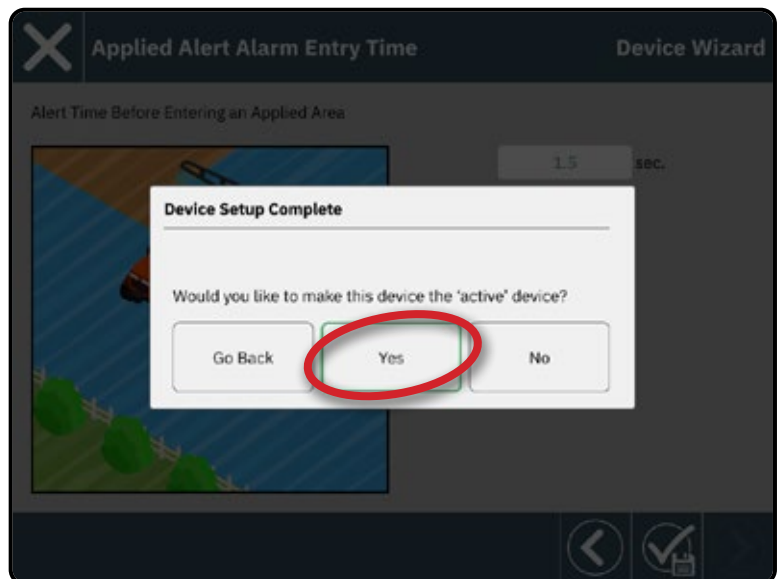 Applied Alert Alarm Entry Time
Device Wizard
Alert Time Before Entering an Applied Area
1.5 sec.
Device Setup Complete
Would you like to make this device the 'active' device?
Go Back
Yes
No